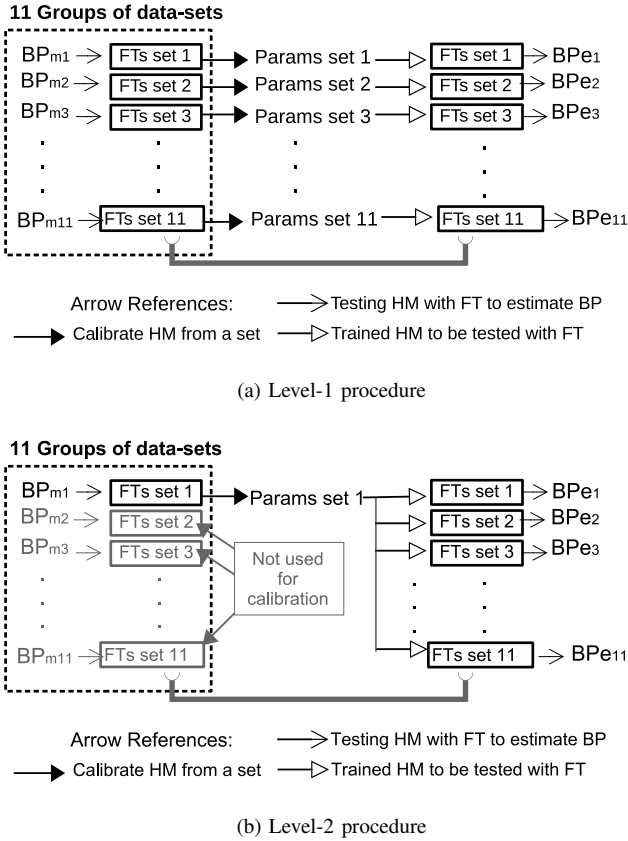 11 Groups of data-sets
BPm1 FTs set 1 Params set 1 FTs set 1 BPe1
BPm2 FTs set 2 Params set 2 FTs set 2 BPe2
BPm3 FTs set 3 Params set 3 FTs set 3 BPe3
BPm11 FTs set 11 Params set 11 FTs set 11 BPe11
Arrow References: Testing HM with FT to estimate BP
Calibrate HM from a set Trained HM to be tested with FT
(a) Level-1 procedure
11 Groups of data-sets
BPm1 FTs set 1 Params set 1 FTs set 1 BPe1
BPm2 FTs set 2 FTs set 2 BPe2
BPm3 FTs set 3 FTs set 3 BPe3
Not used
for
calibration
BPm11 FTs set 11 FTs set 11 BPe11
Arrow References: Testing HM with FT to estimate BP
Calibrate HM from a set Trained HM to be tested with FT
(b) Level-2 procedure